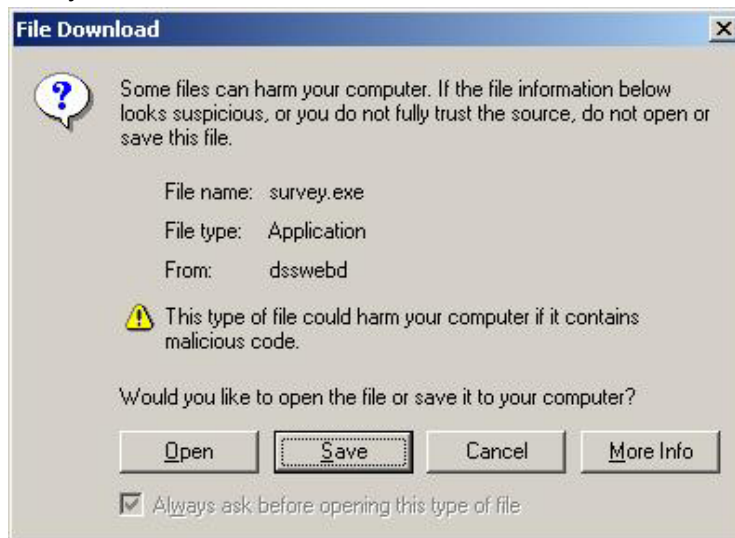 File Download
Some files can harm your computer. If the file information below
looks suspicious, or you do not fully trust the source, do not open or
save this file.
File name: survey.exe
File type: Application
From: dsswebd
This type of file could harm your computer if it contains
malicious code.
Would you like to open the file or save it to your computer?
Open Save Cancel More Info
Always ask before opening this type of file